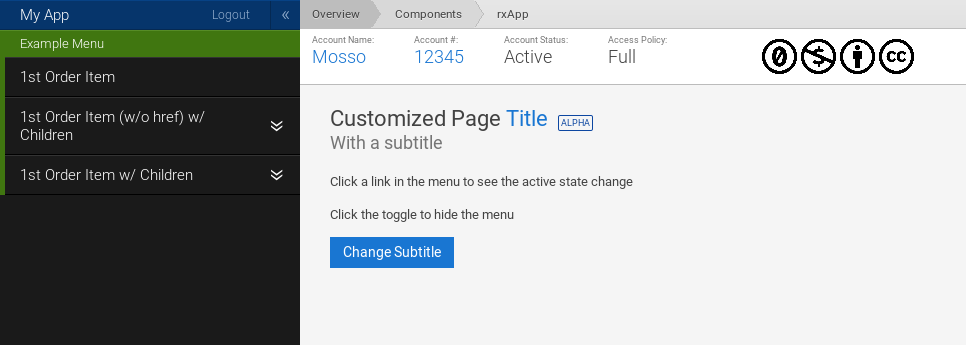 My App
Logout
«
Example Menu
1st Order Item
1st Order Item (w/o href) w/
Children
1st Order Item w/ Children
Overview
Components
rxApp
Account Name:
Mosso
Account #:
12345
Account Status:
Active
Access Policy:
Full
0
$
cc
Customized Page Title
ALPHA
With a subtitle
Click a link in the menu to see the active state change
Click the toggle to hide the menu
Change Subtitle